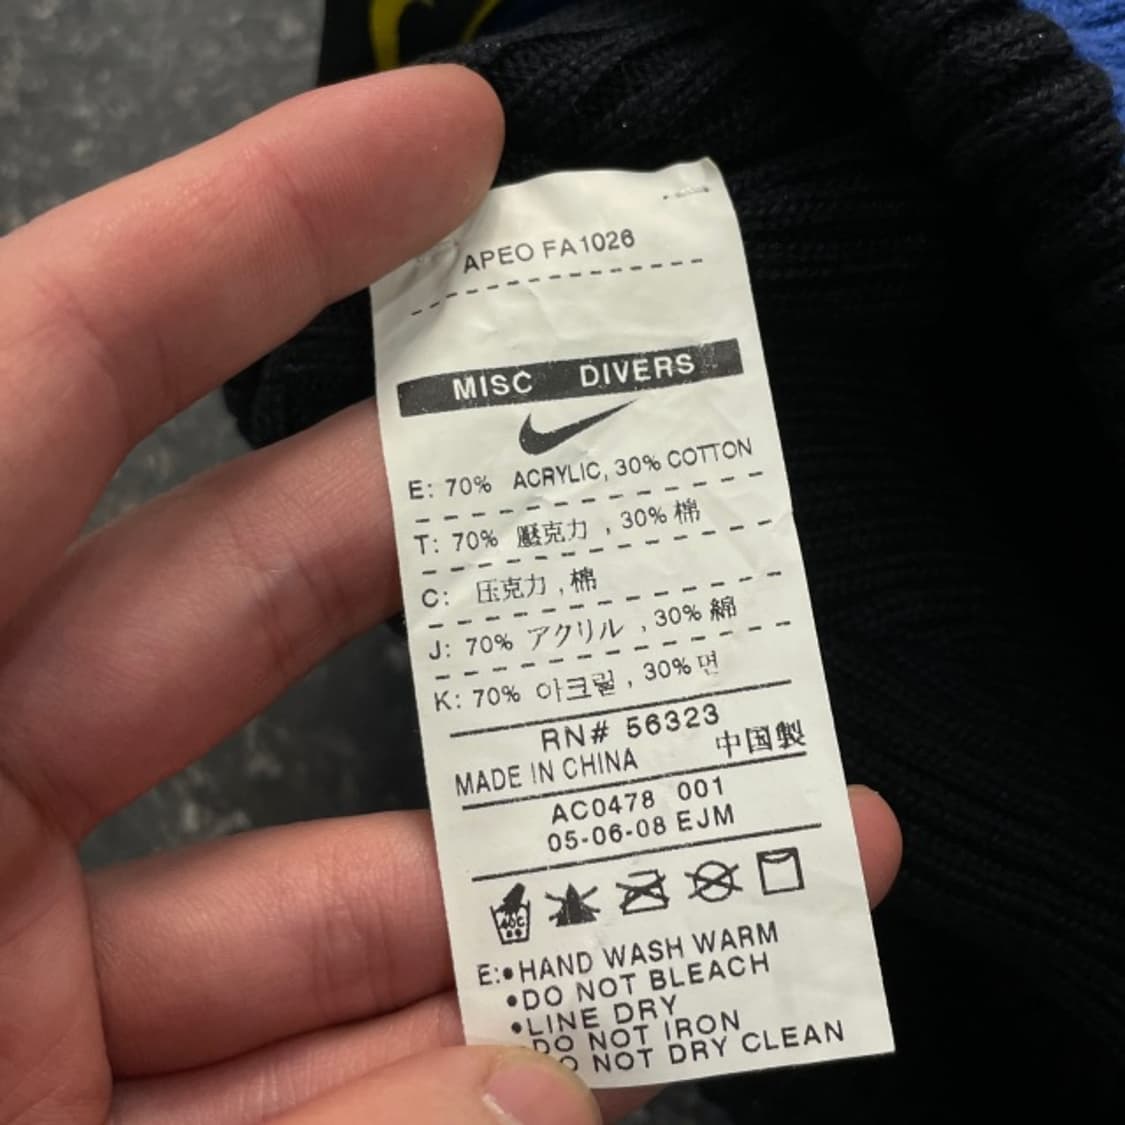 APEO FA1026
MISC DIVERS
E: 70% ACRYLIC, 30% COTTON
T: 70% 壓克力 , 30% 棉
C: 压克力 , 棉
J: 70% アクリル , 30% 綿
K: 70% 아크릴 , 30% 면
RN# 56323
MADE IN CHINA 中国製
AC0478 001
05-06-08 EJM
40C
E:•HAND WASH WARM
•DO NOT BLEACH
•LINE DRY
DO NOT IRON
DO NOT DRY CLEAN